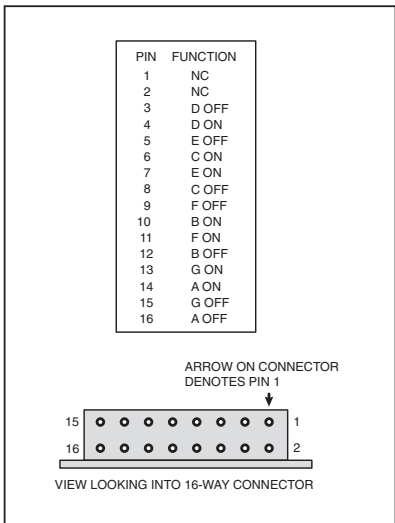 PIN FUNCTION
1 NC
2 NC
3 D OFF
4 D ON
5 E OFF
6 C ON
7 E ON
8 C OFF
9 F OFF
10 B ON
11 F ON
12 B OFF
13 G ON
14 A ON
15 G OFF
16 A OFF
ARROW ON CONNECTOR
DENOTES PIN 1
15 1
16 2
VIEW LOOKING INTO 16-WAY CONNECTOR